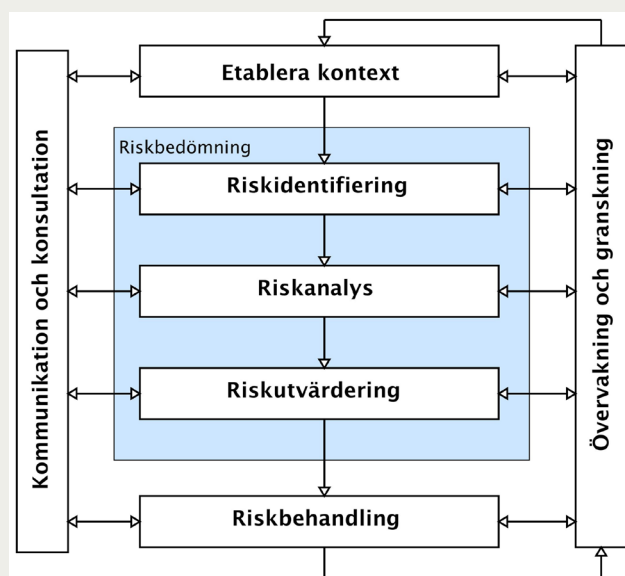 Etablera kontext
Kommunikation och konsultation
Riskbedömning
Riskidentifiering
Riskanalys
Riskutvärdering
Riskbehandling
Övervakning och granskning